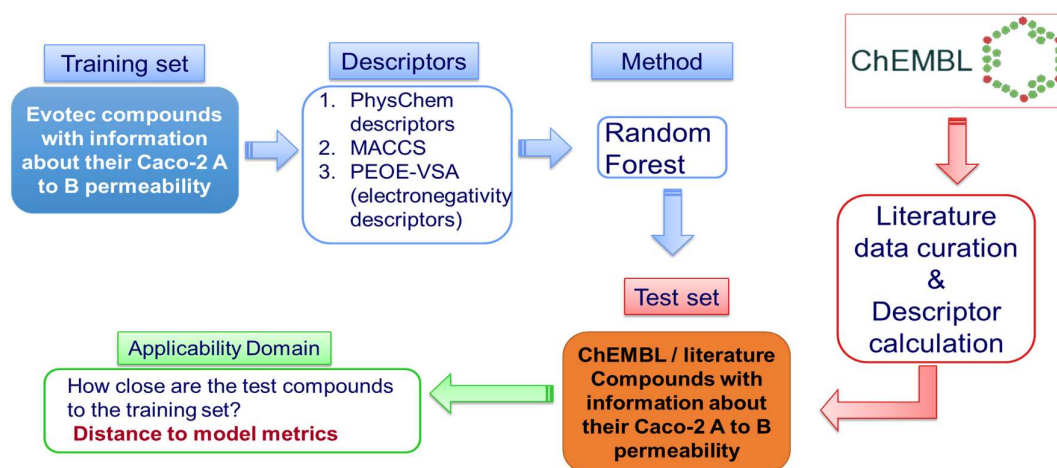 Training set
Evotec compounds
with information
about their Caco-2 A
to B permeability
Descriptors
1. PhysChem
descriptors
2. MACCS
3. PEOE-VSA
(electronegativity
descriptors)
Method
Random
Forest
ChEMBL
Literature
data curation
&
Descriptor
calculation
Test set
ChEMBL / literature
Compounds with
information about
their Caco-2 A to B
permeability
Applicability Domain
How close are the test compounds
to the training set?
Distance to model metrics